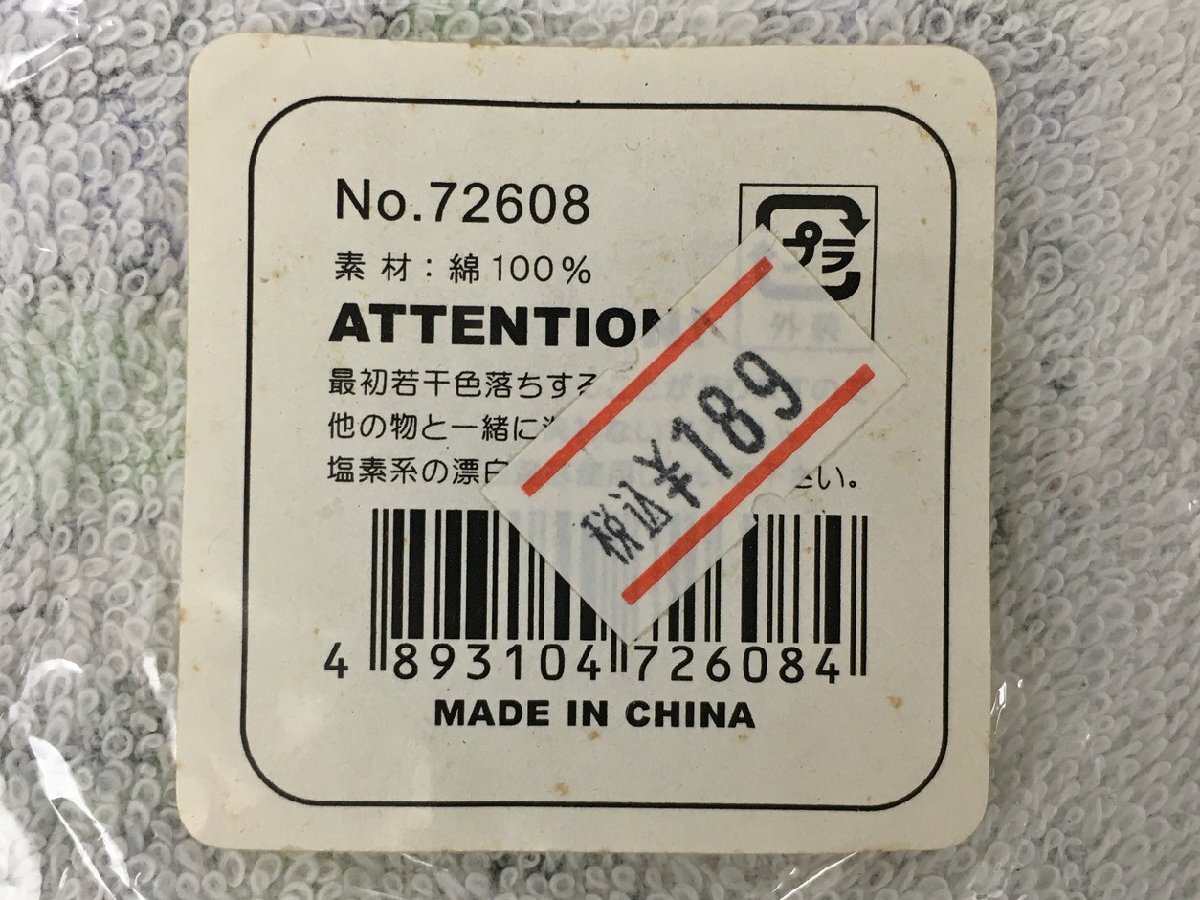 No.72608
素材:綿100%
プラ
外装
ATTENTION
最初若干色落ちする
他の物と一緒に
塩素系の漂白 さい。
税込¥189
4 893104 726084
MADE IN CHINA